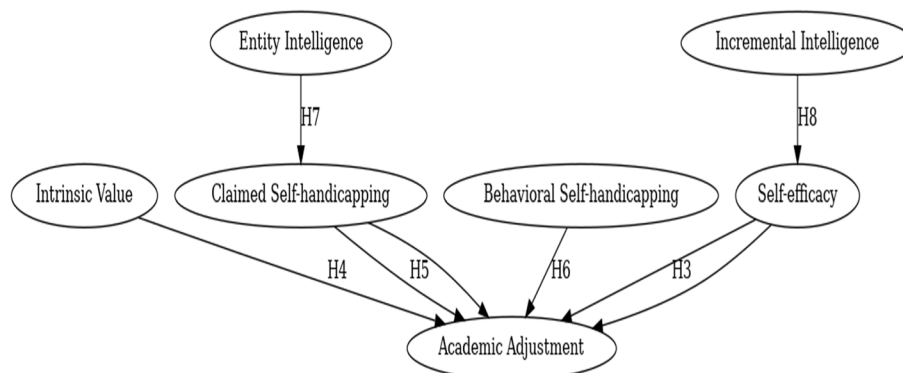 Entity Intelligence
Incremental Intelligence
H7
H8
Intrinsic Value
Claimed Self-handicapping
Behavioral Self-handicapping
Self-efficacy
H4
H5
H6
H3
Academic Adjustment